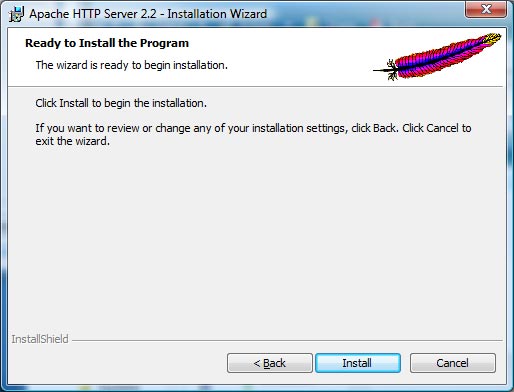 Apache HTTP Server 2.2 - Installation Wizard
Ready to Install the Program
The wizard is ready to begin installation.
Click Install to begin the installation.
If you want to review or change any of your installation settings, click Back. Click Cancel to
exit the wizard.
InstallShield
< Back Install Cancel